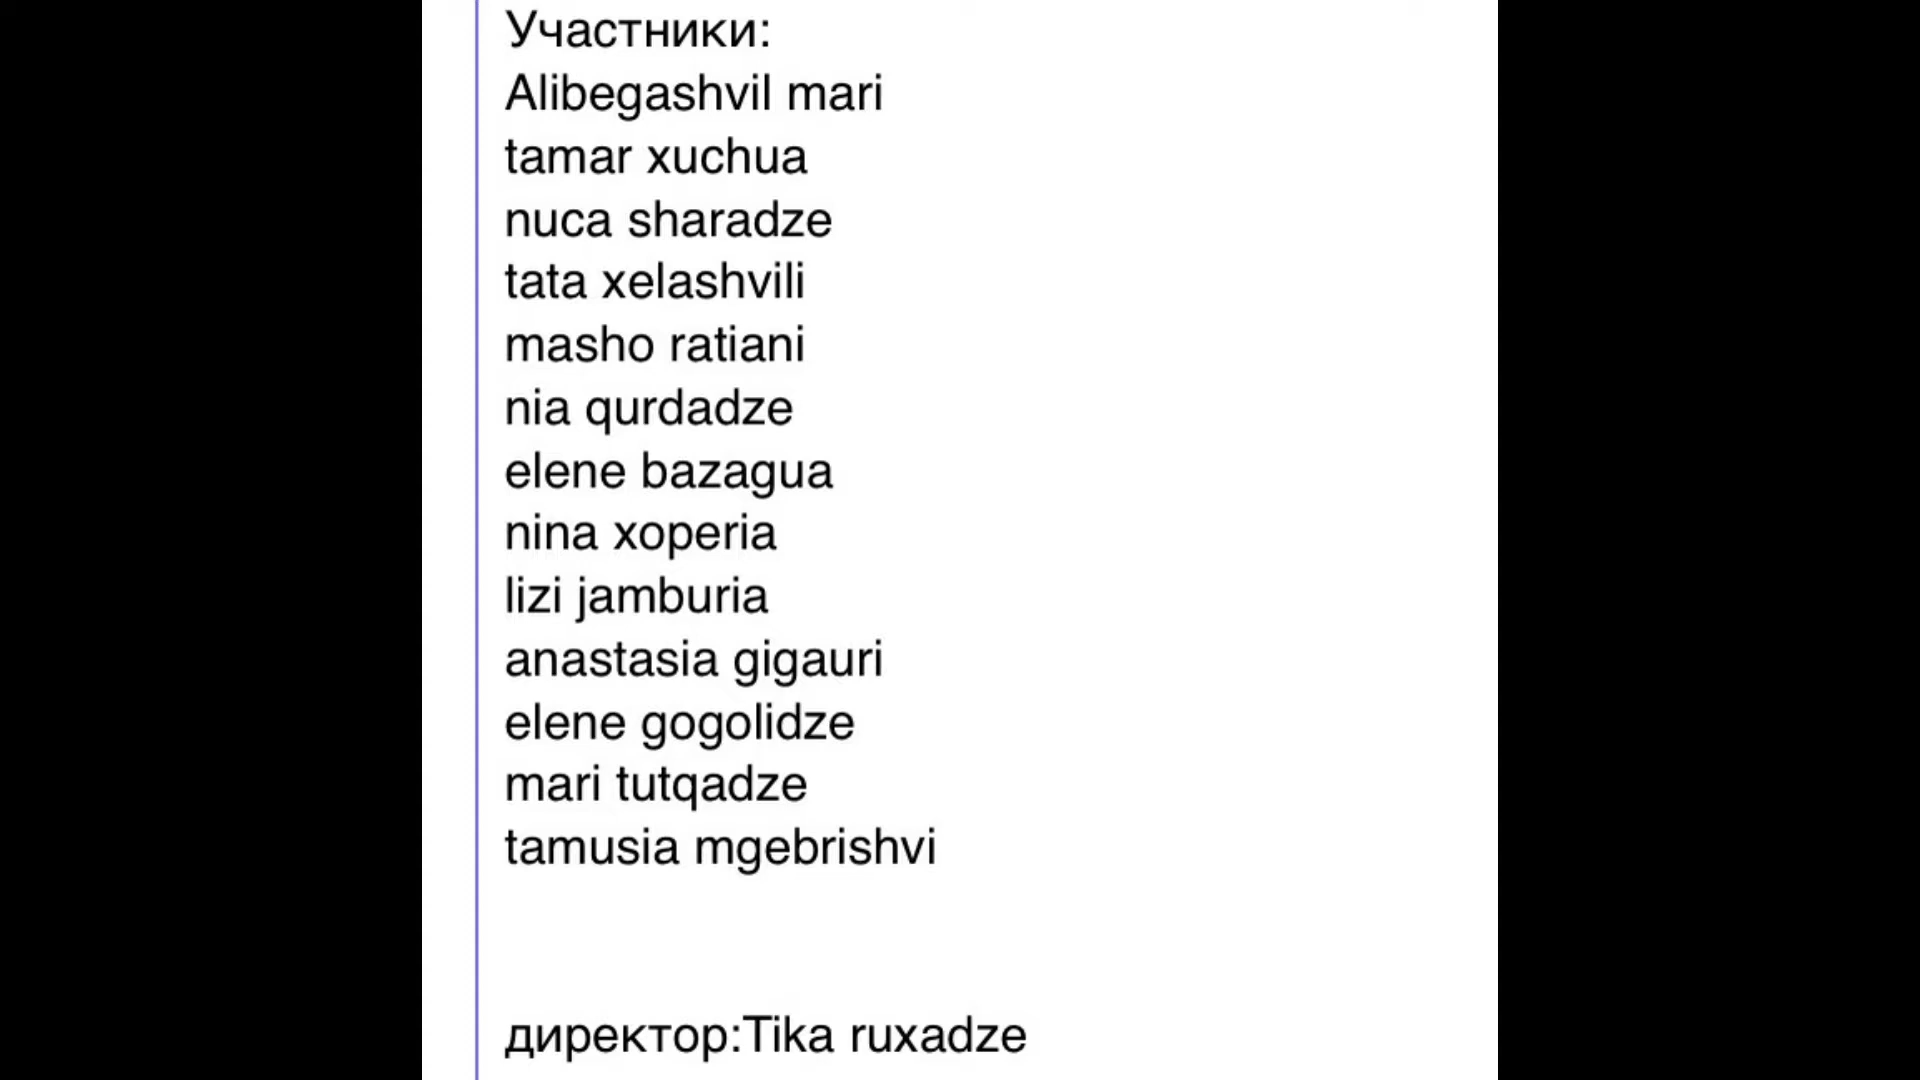 Участники:
Alibegashvil mari
tamar xuchua
nuca sharadze
tata xelashvili
masho ratiani
nia qurdadze
elene bazagua
nina xoperia
lizi jamburia
anastasia gigauri
elene gogolidze
mari tutqadze
tamusia mgebrishvi
директор:Tika ruxadze